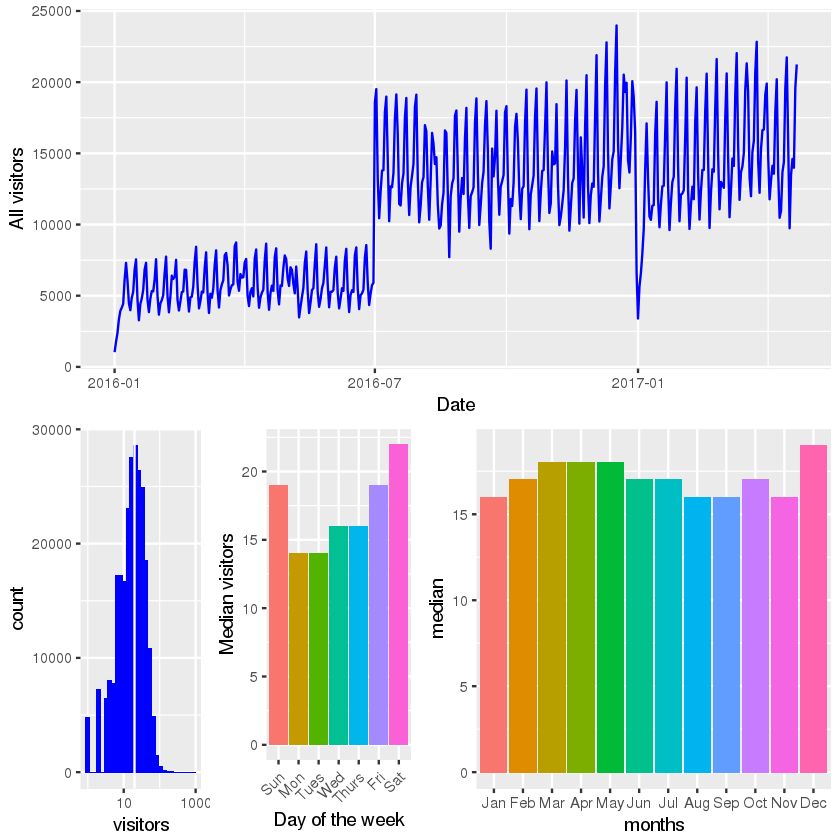 25000
20000
15000
10000
5000
0
All visitors
2016-01 2016-07 2017-01
Date
30000
20000
10000
0
count
10 1000
visitors
20
15
10
5
0
Median visitors
Sun Mon Tues Wed Thurs Fri Sat
Day of the week
15
10
5
0
median
Jan Feb Mar Apr May Jun Jul Aug Sep Oct Nov Dec
months